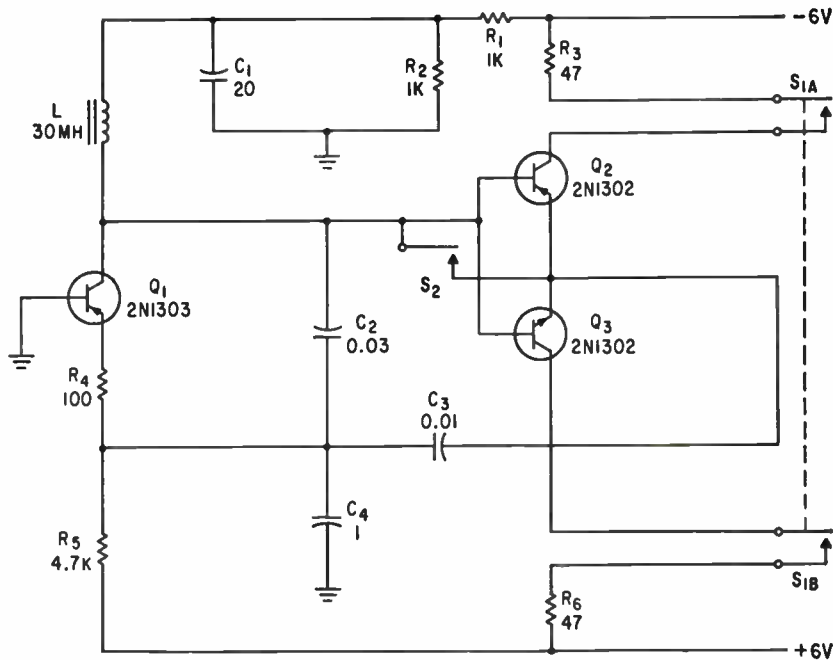 -6V
R1
1K
R3
47
S1A
C1
20
R2
1K
L
30MH
Q2
2N1302
S2
Q1
2N1303
C2
0.03
Q3
2N1302
R4
100
C3
0.01
C4
1
R5
4.7K
S1B
R6
47
+6V